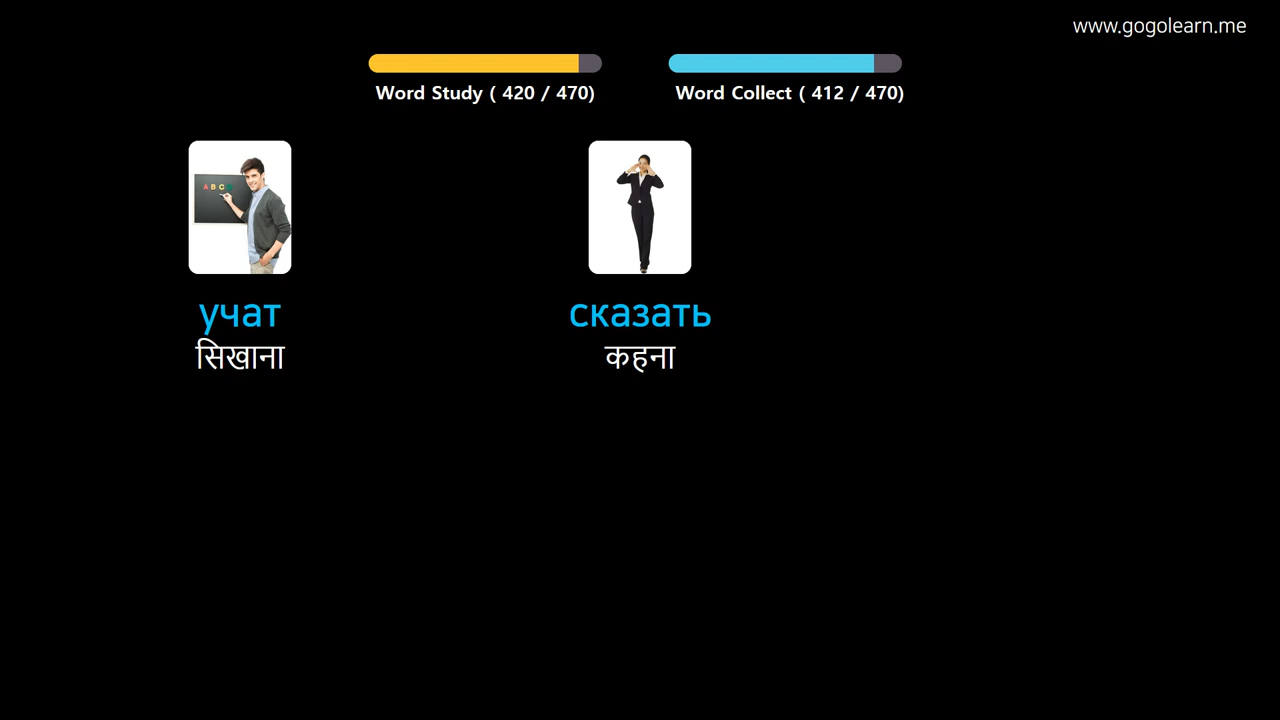 www.gogolearn.me
Word Study ( 420 / 470)
Word Collect ( 412 / 470)
A B C D
учат
सिखाना
сказать
कहना